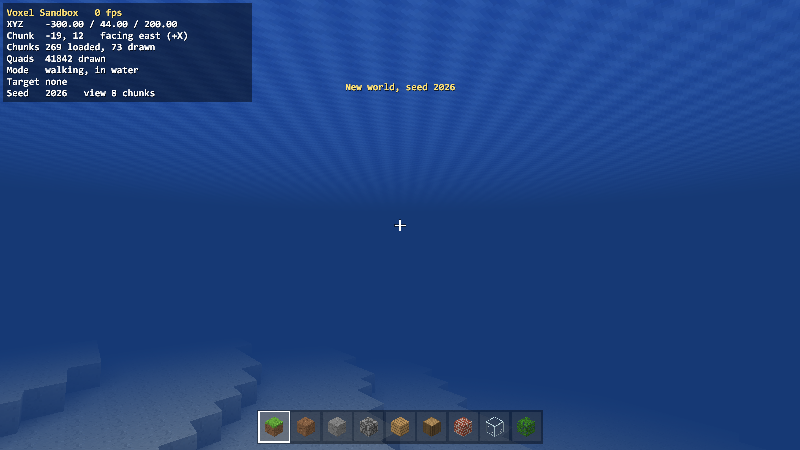 Voxel Sandbox 0 fps
XYZ -300.00 / 44.00 / 200.00
Chunk -19, 12 facing east (+X)
Chunks 269 loaded, 73 drawn
Quads 41842 drawn
Mode walking, in water
Target none
Seed 2026 view 8 chunks
New world, seed 2026